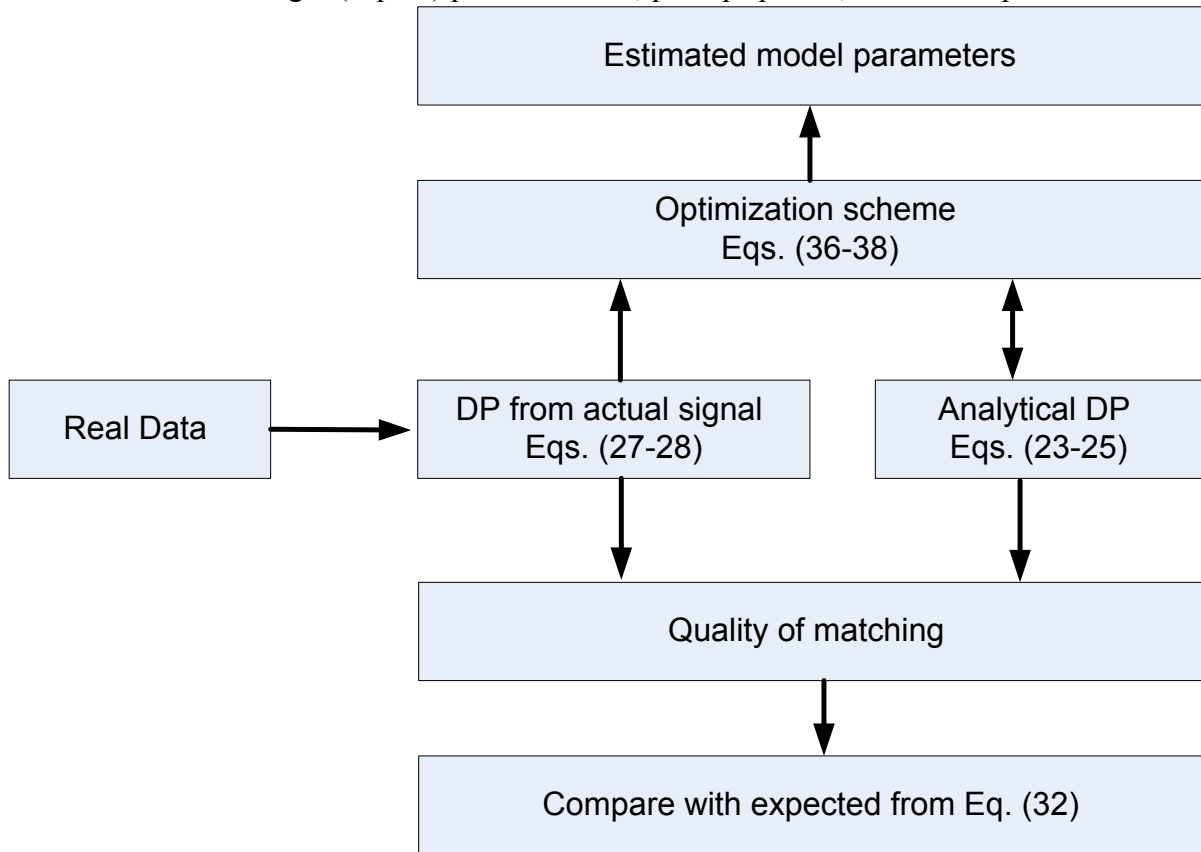 Estimated model parameters
Optimization scheme
Eqs. (36-38)
Real Data
DP from actual signal
Eqs. (27-28)
Analytical DP
Eqs. (23-25)
Quality of matching
Compare with expected from Eq. (32)